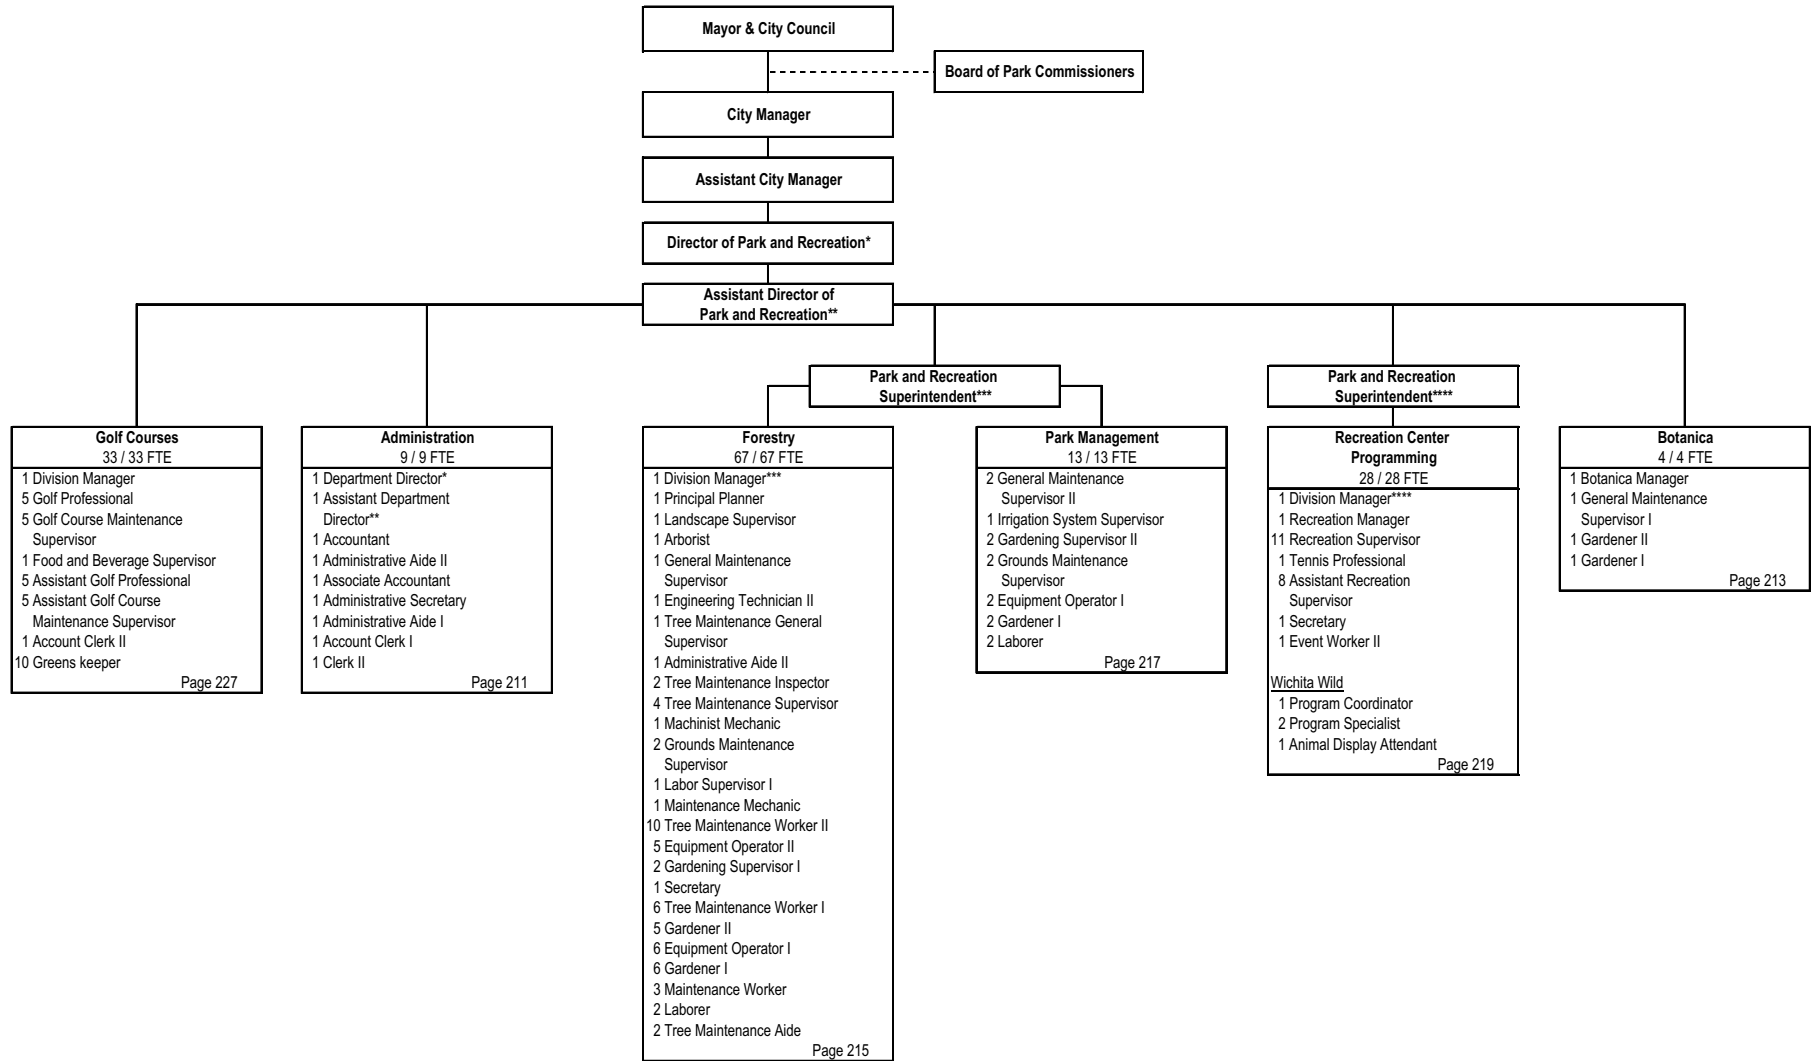 Mayor & City Council
Board of Park Commissioners
City Manager
Assistant City Manager
Director of Park and Recreation*
Assistant Director of
Park and Recreation**
Park and Recreation
Superintendent***
Park and Recreation
Superintendent****
Golf Courses
33 / 33 FTE
1 Division Manager
5 Golf Professional
5 Golf Course Maintenance
Supervisor
1 Food and Beverage Supervisor
5 Assistant Golf Professional
5 Assistant Golf Course
Maintenance Supervisor
1 Account Clerk II
10 Greens keeper
Page 227
Administration
9 / 9 FTE
1 Department Director*
1 Assistant Department
Director**
1 Accountant
1 Administrative Aide II
1 Associate Accountant
1 Administrative Secretary
1 Administrative Aide I
1 Account Clerk I
1 Clerk II
Page 211
Forestry
67 / 67 FTE
1 Division Manager***
1 Principal Planner
1 Landscape Supervisor
1 Arborist
1 General Maintenance
Supervisor
1 Engineering Technician II
1 Tree Maintenance General
Supervisor
1 Administrative Aide II
2 Tree Maintenance Inspector
4 Tree Maintenance Supervisor
1 Machinist Mechanic
2 Grounds Maintenance
Supervisor
1 Labor Supervisor I
1 Maintenance Mechanic
10 Tree Maintenance Worker II
5 Equipment Operator II
2 Gardening Supervisor I
1 Secretary
6 Tree Maintenance Worker I
5 Gardener II
6 Equipment Operator I
6 Gardener I
3 Maintenance Worker
2 Laborer
2 Tree Maintenance Aide
Page 215
Park Management
13 / 13 FTE
2 General Maintenance
Supervisor II
1 Irrigation System Supervisor
2 Gardening Supervisor II
2 Grounds Maintenance
Supervisor
2 Equipment Operator I
2 Gardener I
2 Laborer
Page 217
Recreation Center
Programming
28 / 28 FTE
1 Division Manager****
1 Recreation Manager
11 Recreation Supervisor
1 Tennis Professional
8 Assistant Recreation
Supervisor
1 Secretary
1 Event Worker II
Wichita Wild
1 Program Coordinator
2 Program Specialist
1 Animal Display Attendant
Page 219
Botanica
4 / 4 FTE
1 Botanica Manager
1 General Maintenance
Supervisor I
1 Gardener II
1 Gardener I
Page 213